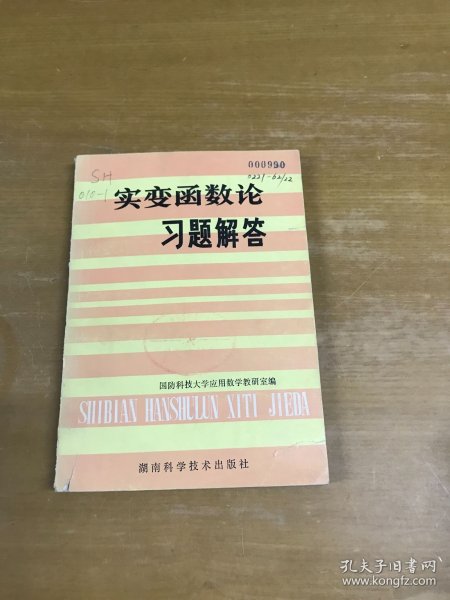 000990
SH
010-1
0221-62/22
实变函数论
习题解答
国防科技大学应用数学教研室编
SHIBIAN HANSHULUN XITI JIEDA
湖南科学技术出版社
孔夫子旧书网
www.kongfz.com